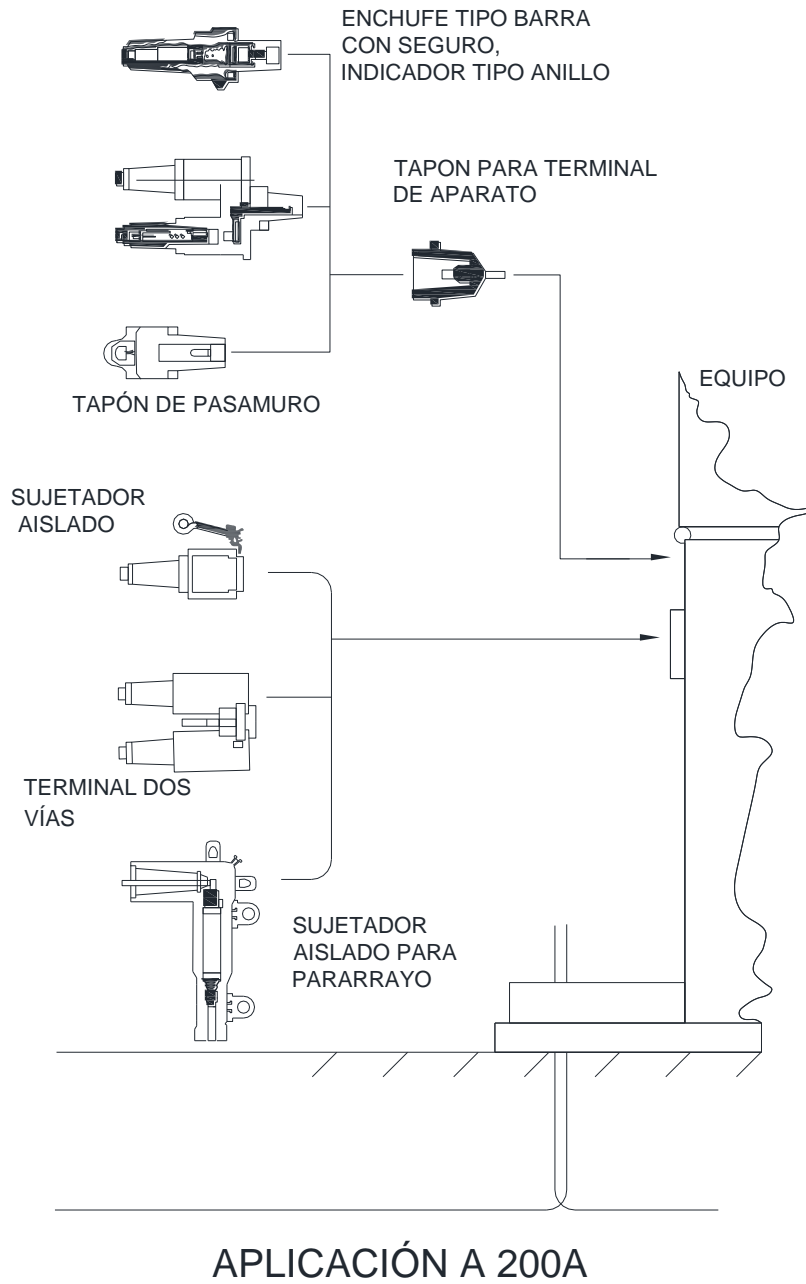 ENCHUFE TIPO BARRA
CON SEGURO,
INDICADOR TIPO ANILLO
TAPON PARA TERMINAL
DE APARATO
TAPÓN DE PASAMURO
EQUIPO
SUJETADOR
AISLADO
TERMINAL DOS
VÍAS
SUJETADOR
AISLADO PARA
PARARRAYO
APLICACIÓN A 200A